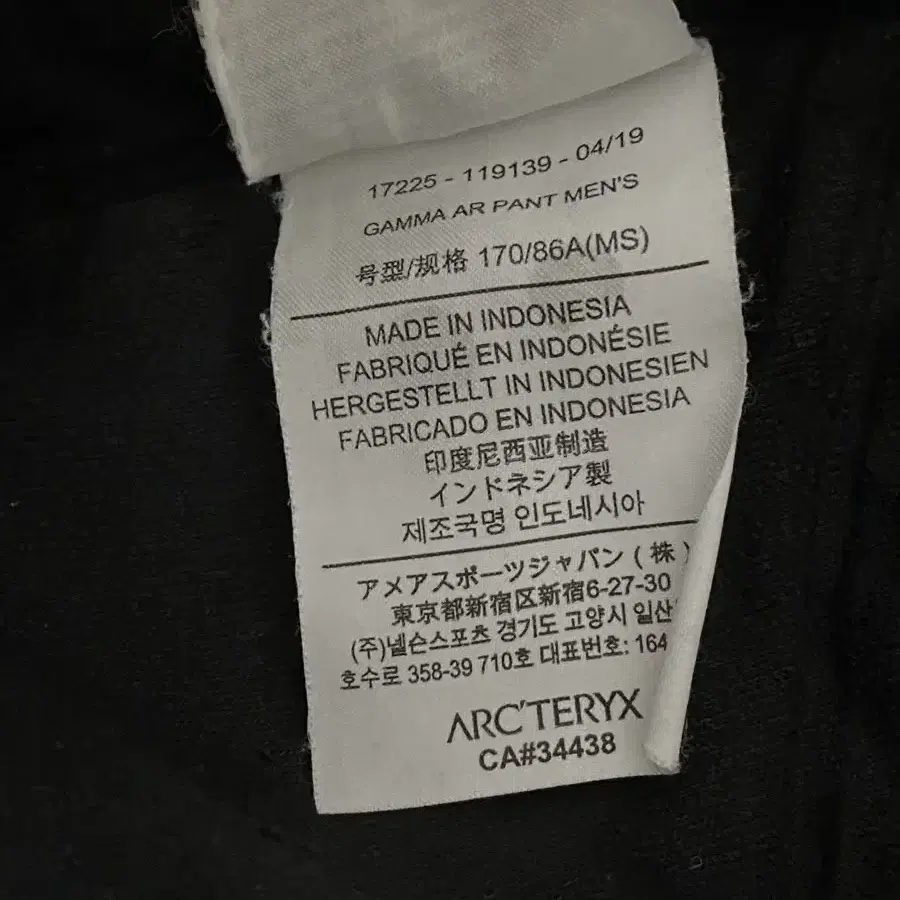 17225 - 119139 - 04/19
GAMMA AR PANT MEN'S
号型/规格 170/86A(MS)
MADE IN INDONESIA
FABRIQUÉ EN INDONÉSIE
HERGESTELLT IN INDONESIEN
FABRICADO EN INDONESIA
印度尼西亚制造
インドネシア製
제조국명 인도네시아
アメアスポーツジャパン ( 株 )
東京都新宿区新宿6-27-30
(주)넬슨스포츠 경기도 고양시 일산
호수로 358-39 710호 대표번호: 164
ARC'TERYX
CA#34438